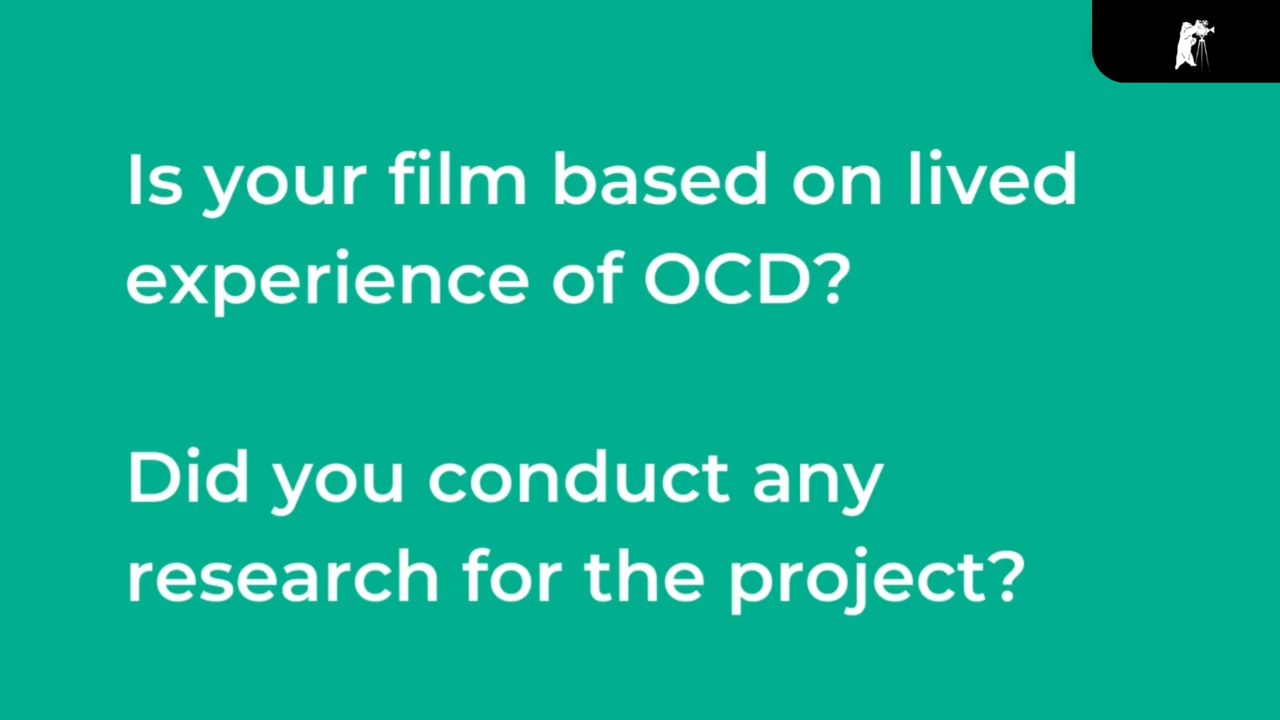 Is your film based on lived
experience of OCD?
Did you conduct any
research for the project?